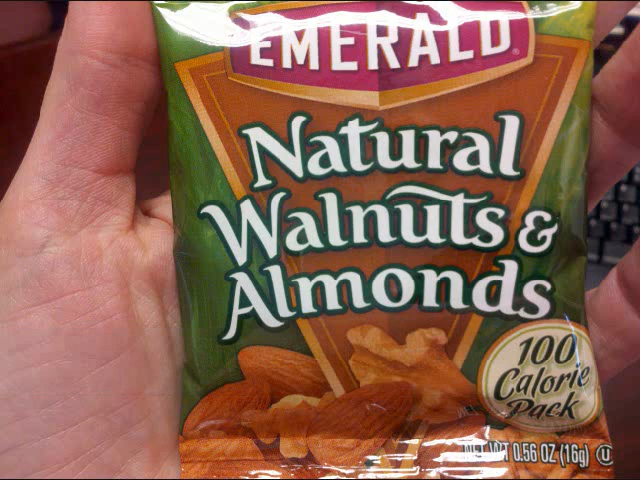 EMERALD®
Natural
Walnuts &
Almonds
100
Calorie
Pack
NET WT 0.56 OZ (16g) U